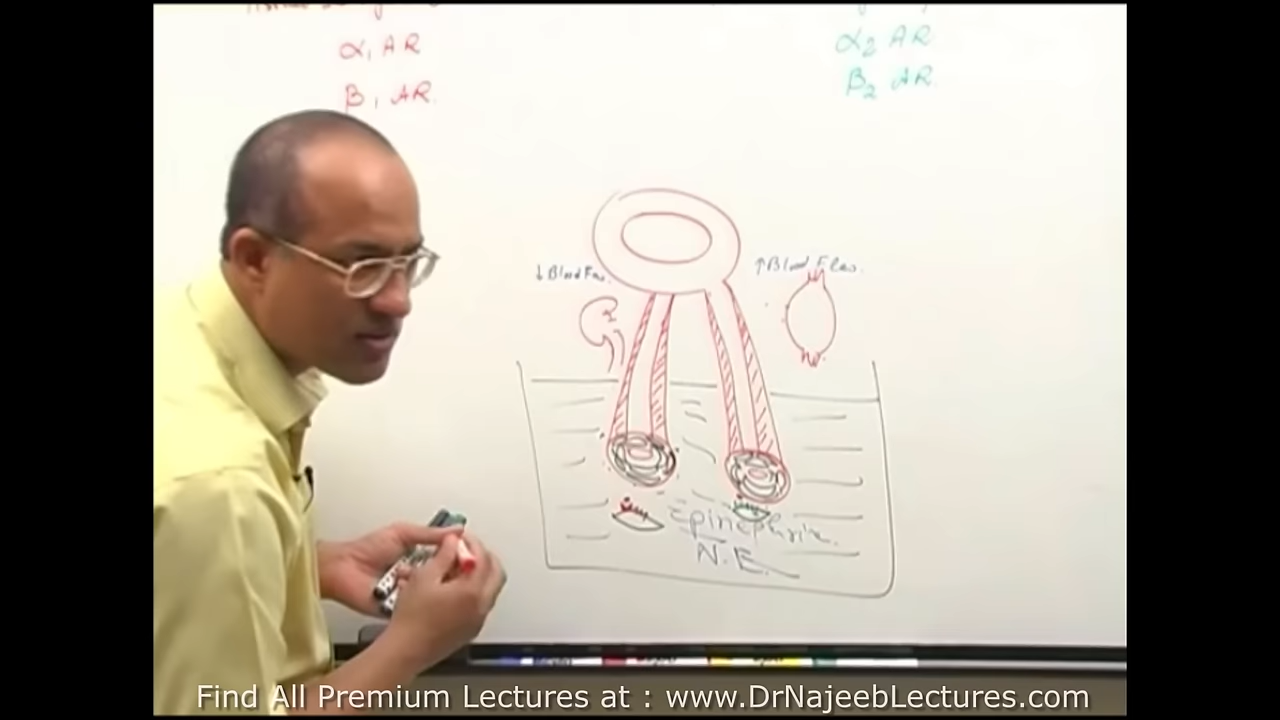 α1 AR
α2 AR
β1 AR.
β2 AR
↓Blood Flow.
↑Blood Flow.
Epinephrine.
N.E.
Find All Premium Lectures at : www.DrNajeebLectures.com